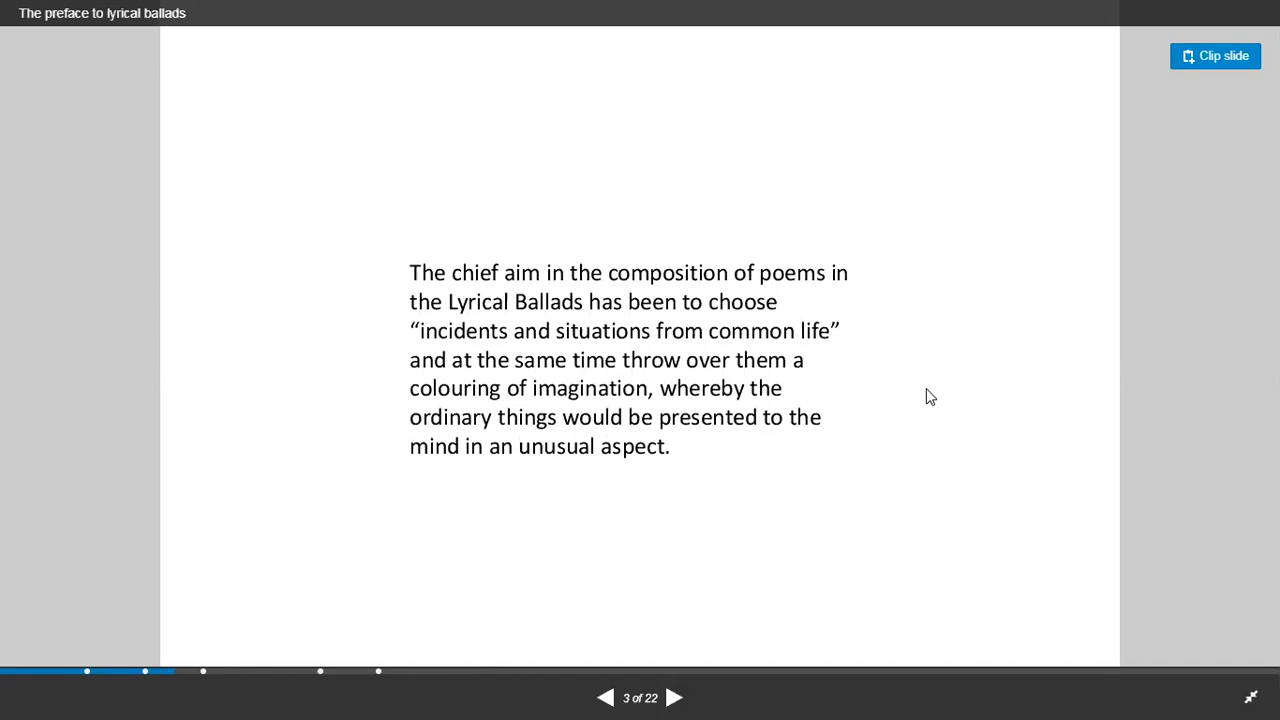 The preface to lyrical ballads
Clip slide
The chief aim in the composition of poems in
the Lyrical Ballads has been to choose
“incidents and situations from common life”
and at the same time throw over them a
colouring of imagination, whereby the
ordinary things would be presented to the
mind in an unusual aspect.
3 of 22